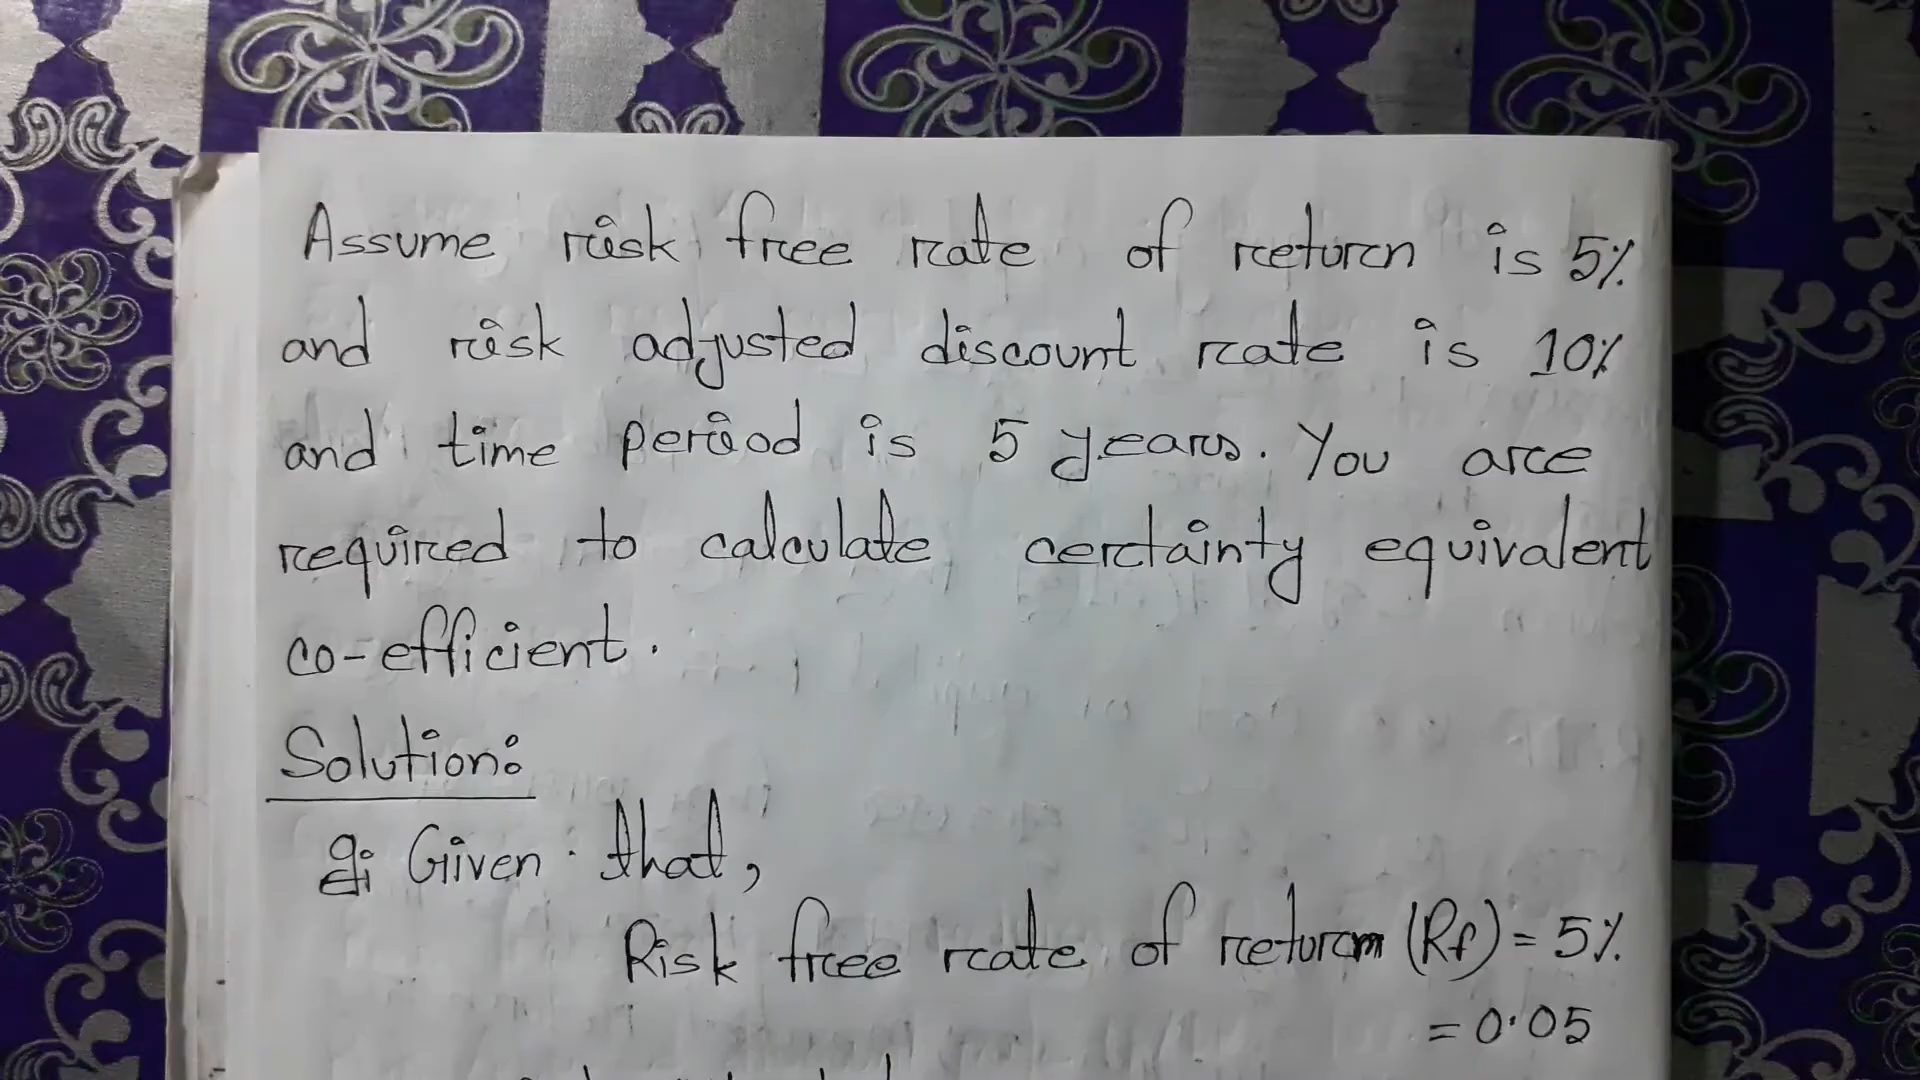 Assume risk free rate of return is 5%
and risk adjusted discount rate is 10%
and time period is 5 years. You are
required to calculate certainty equivalent
co-efficient.
Solution:
Given that,
Risk free rate of return (Rf) = 5%
= 0.05